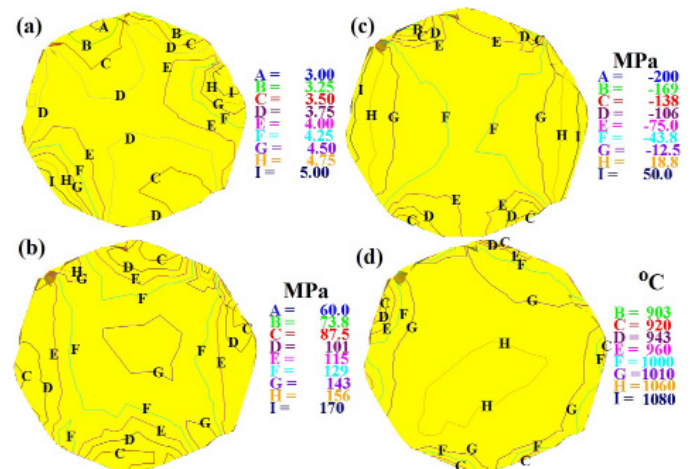 (a)
A
B
B
C
D
C
E
D
H
I
G
F
E
D
D
E
F
I
H
G
C
D
A = 3.00
B = 3.25
C = 3.50
D = 3.75
E = 4.00
F = 4.25
G = 4.50
H = 4.75
I = 5.00
(c)
B
C
D
E
E
D
C
I
H
G
F
F
G
H
I
E
D
C
E
D
C
MPa
A = -200
B = -169
C = -138
D = -106
E = -75.0
F = -43.8
G = -12.5
H = 18.8
I = 50.0
(b)
H
G
C
D
E
F
C
D
E
F
F
E
G
C
D
F
F
E
D
C
G
MPa
A = 60.0
B = 73.8
C = 87.5
D = 101
E = 115
F = 129
G = 143
H = 156
I = 170
(d)
D
C
E
F
G
C
D
E
F
G
H
C
F
H
G
G
F
C
F
C
°C
B = 903
C = 920
D = 943
E = 960
F = 1000
G = 1010
H = 1060
I = 1080